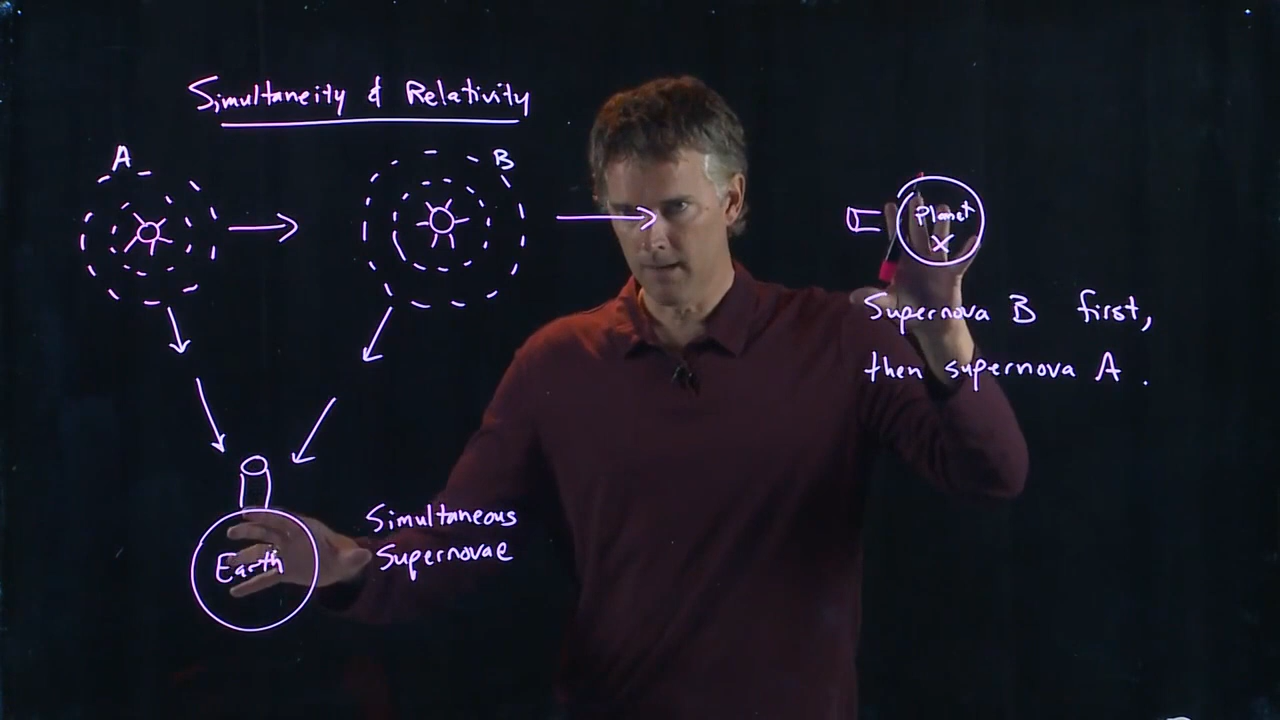 Simultaneity & Relativity
A
B
Planet
X
Supernova B first,
then supernova A.
Simultaneous
Supernovae
Earth